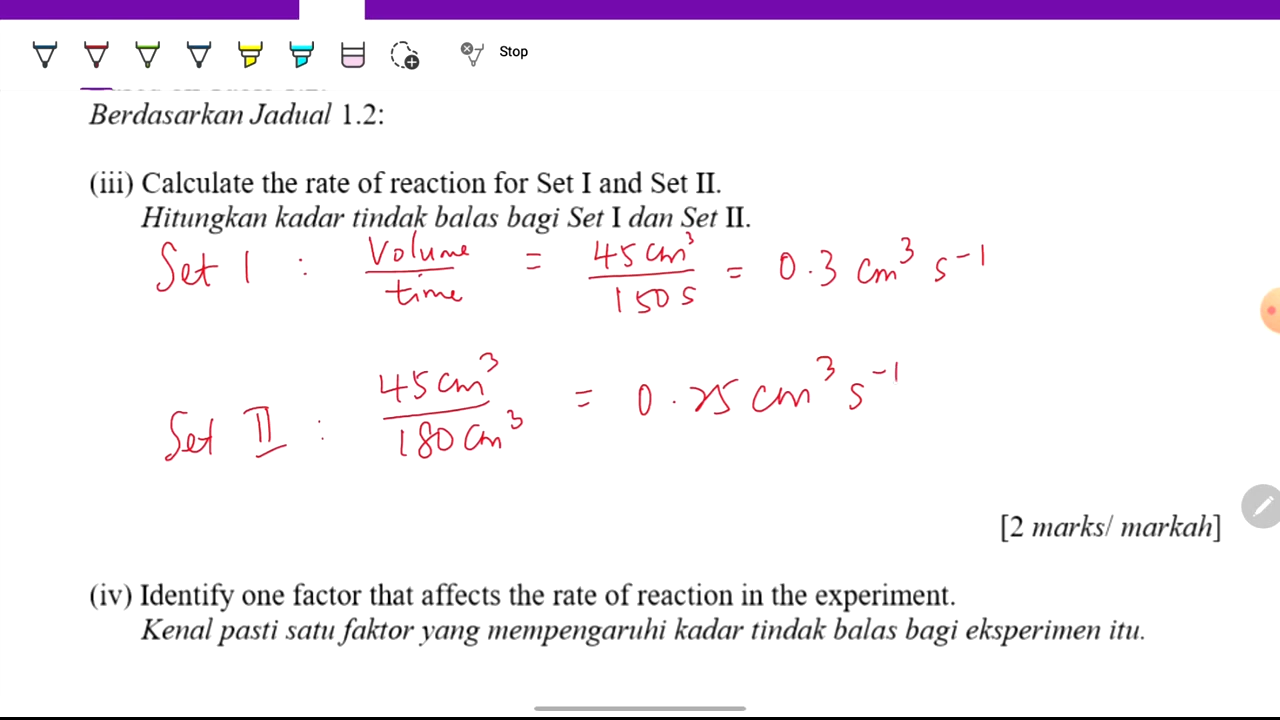 Stop
Berdasarkan Jadual 1.2:
(iii) Calculate the rate of reaction for Set I and Set II.
Hitungkan kadar tindak balas bagi Set I dan Set II.
Set I : Volume / time = 45 cm³ / 150 s = 0.3 cm³ s⁻¹
Set II : 45 cm³ / 180 cm³ = 0.25 cm³ s⁻¹
[2 marks/ markah]
(iv) Identify one factor that affects the rate of reaction in the experiment.
Kenal pasti satu faktor yang mempengaruhi kadar tindak balas bagi eksperimen itu.